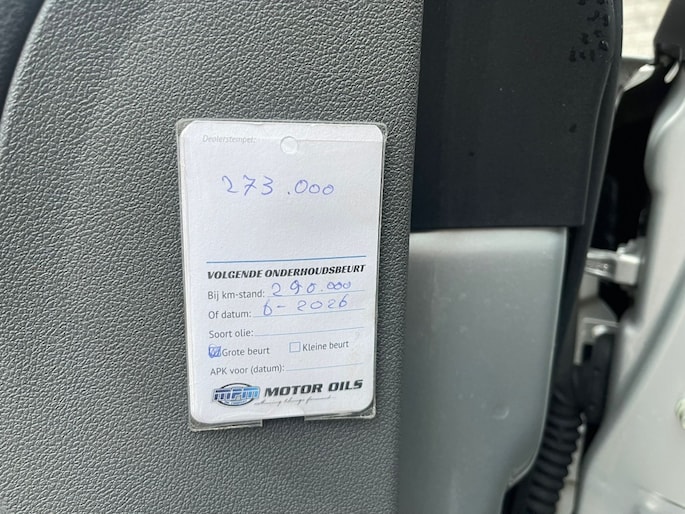 Dealerstempel:
273.000
VOLGENDE ONDERHOUDSBEURT
Bij km-stand: 290.000
Of datum: 6-2026
Soort olie:
Grote beurt Kleine beurt
APK voor (datum):
MOTOR OILS